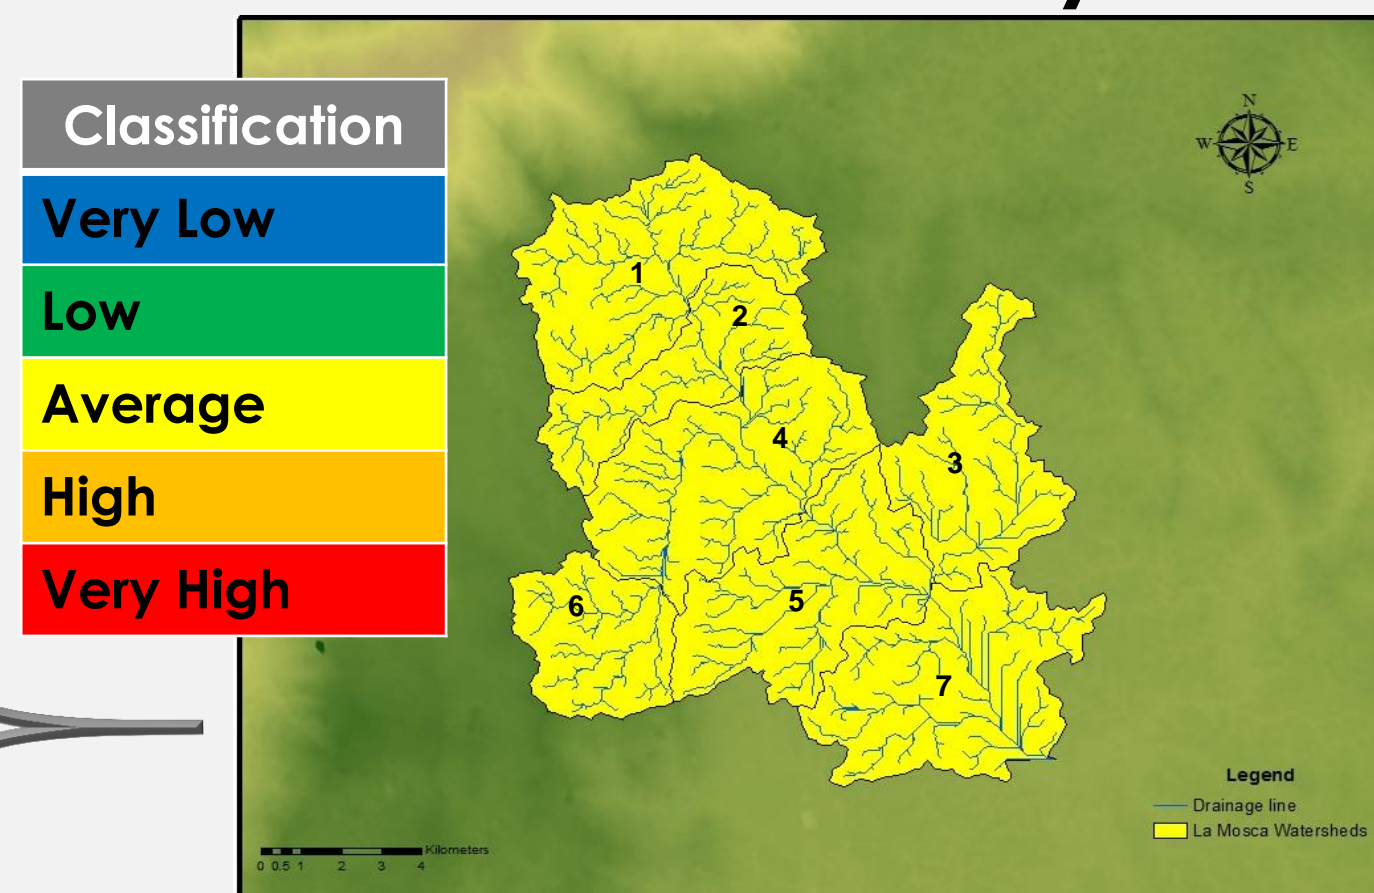 Classification
Very Low
Low
Average
High
Very High
N
W E
S
1
2
4
3
6
5
7
Legend
Drainage line
La Mosca Watersheds
Kilometers
0 0.5 1 2 3 4